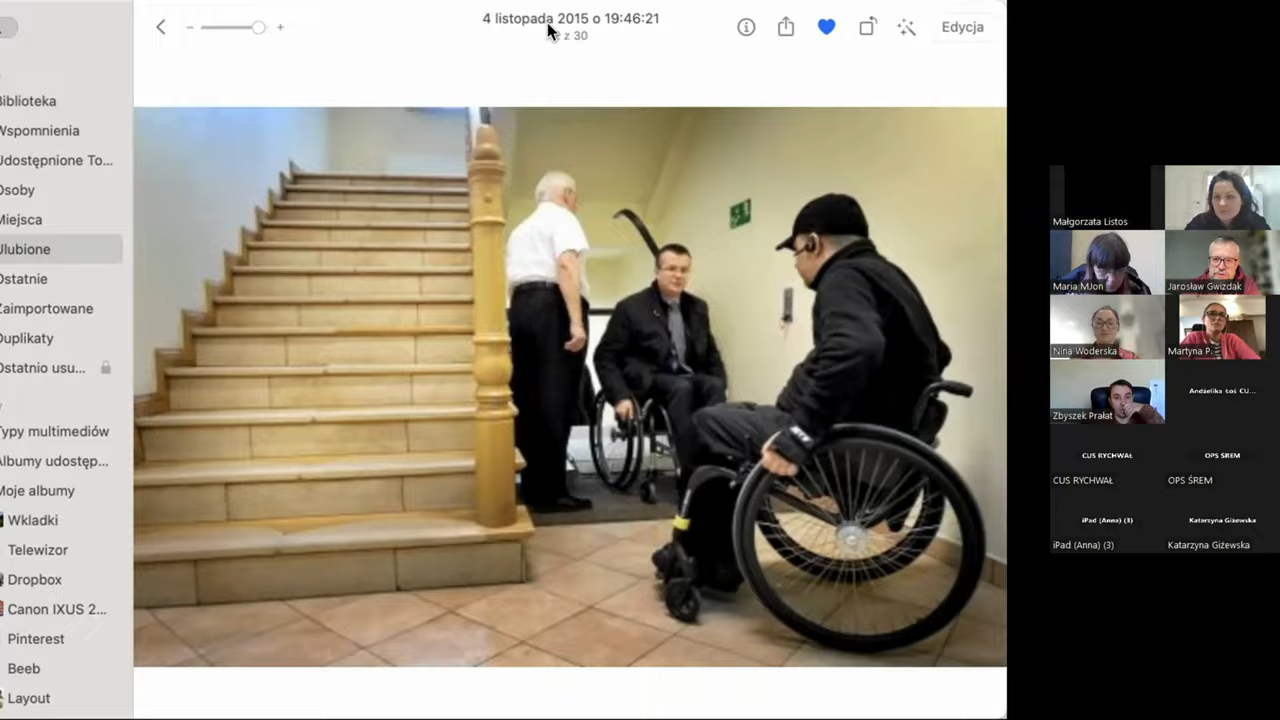 4 listopada 2015 o 19:46:21
z 30
Edycja
Biblioteka
Wspomnienia
Udostępnione To...
Osoby
Miejsca
Ulubione
Ostatnie
Zaimportowane
Duplikaty
Ostatnio usu...
Typy multimediów
Albumy udostęp...
Moje albumy
Wkladki
Telewizor
Dropbox
Canon IXUS 2...
Pinterest
Beeb
Layout
Małgorzata Listos
Maria MJon
Jarosław Gwizdak
Nina Woderska
Martyna P.
Zbyszek Prałat
Andżelika Łoś CU...
CUS RYCHWAŁ
OPS ŚREM
CUS RYCHWAŁ
OPS ŚREM
iPad (Anna) (3)
Katarzyna Giżewska
iPad (Anna) (3)
Katarzyna Giżewska